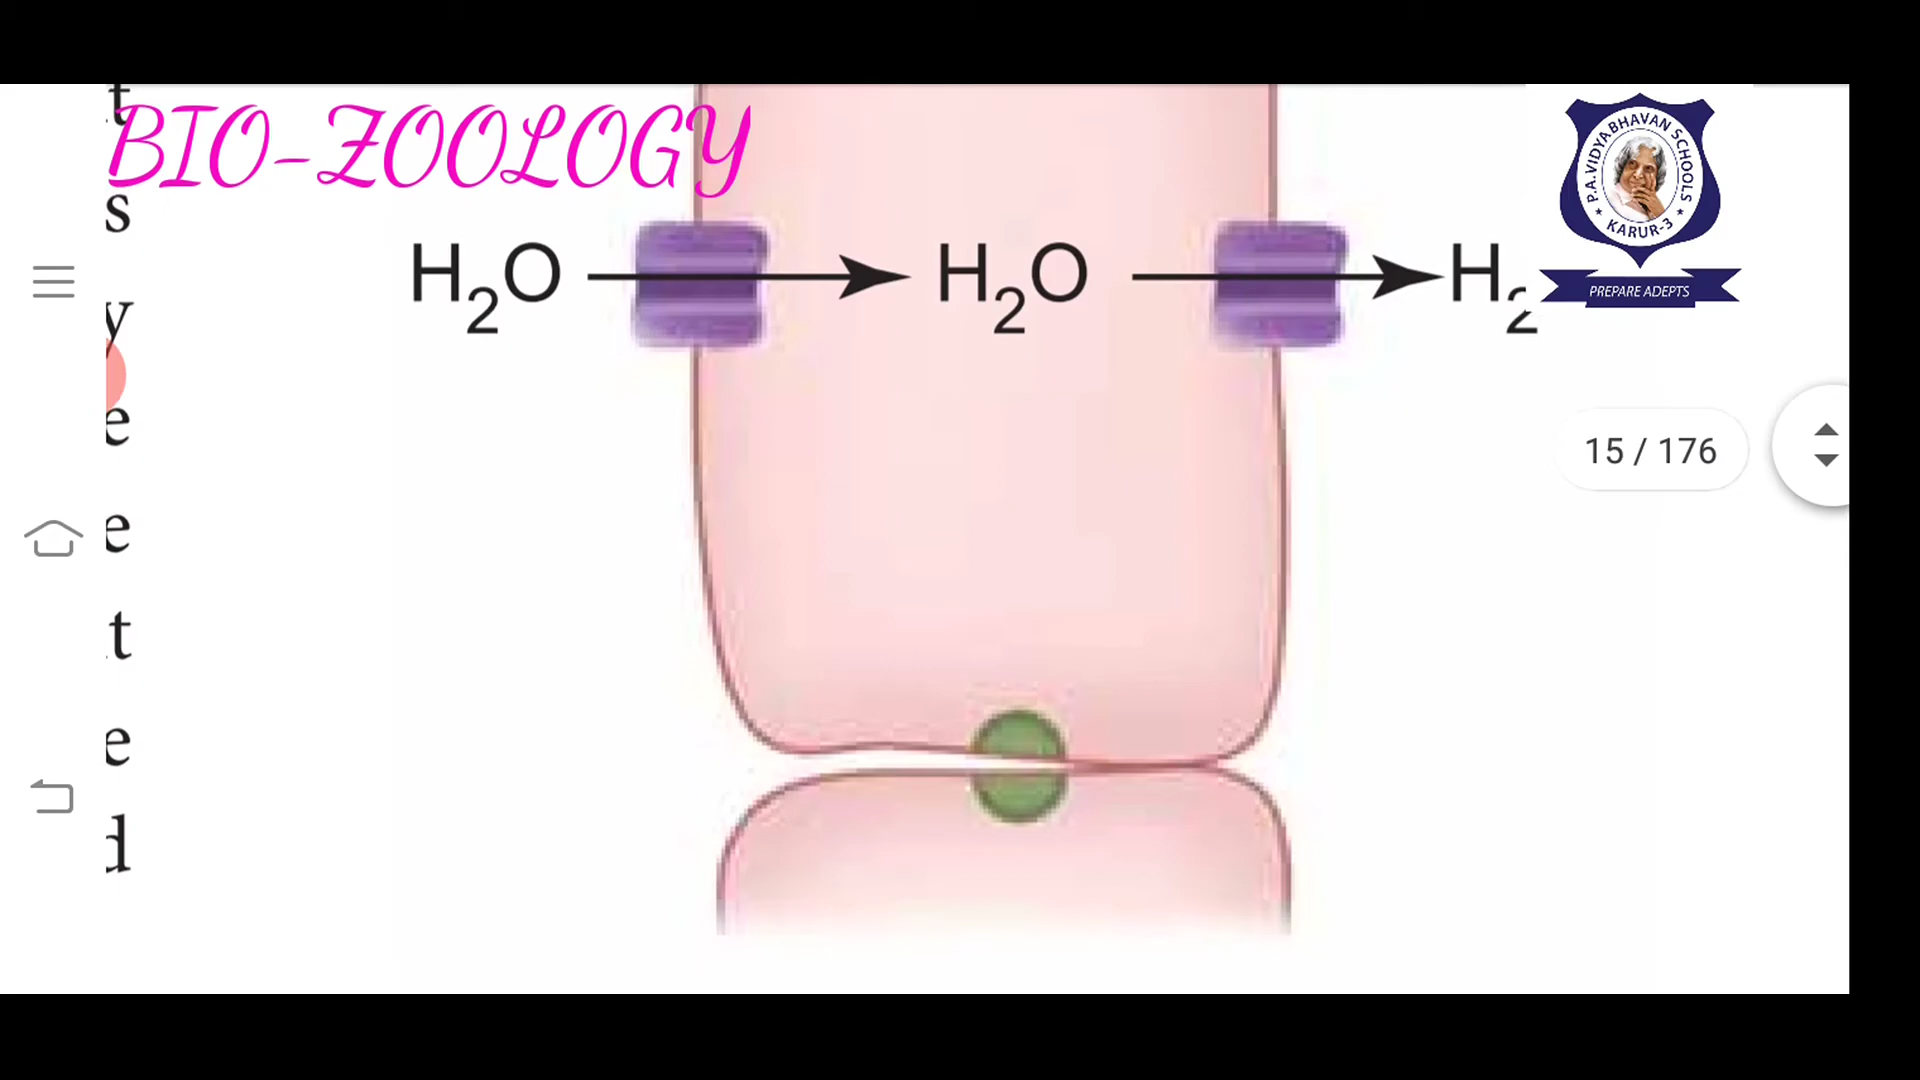 BIO-ZOOLOGY
t
s
y
e
e
t
e
d
H2O
H2O
H2
P.A.VIDYA BHAVAN SCHOOLS
KARUR-3
PREPARE ADEPTS
15 / 176